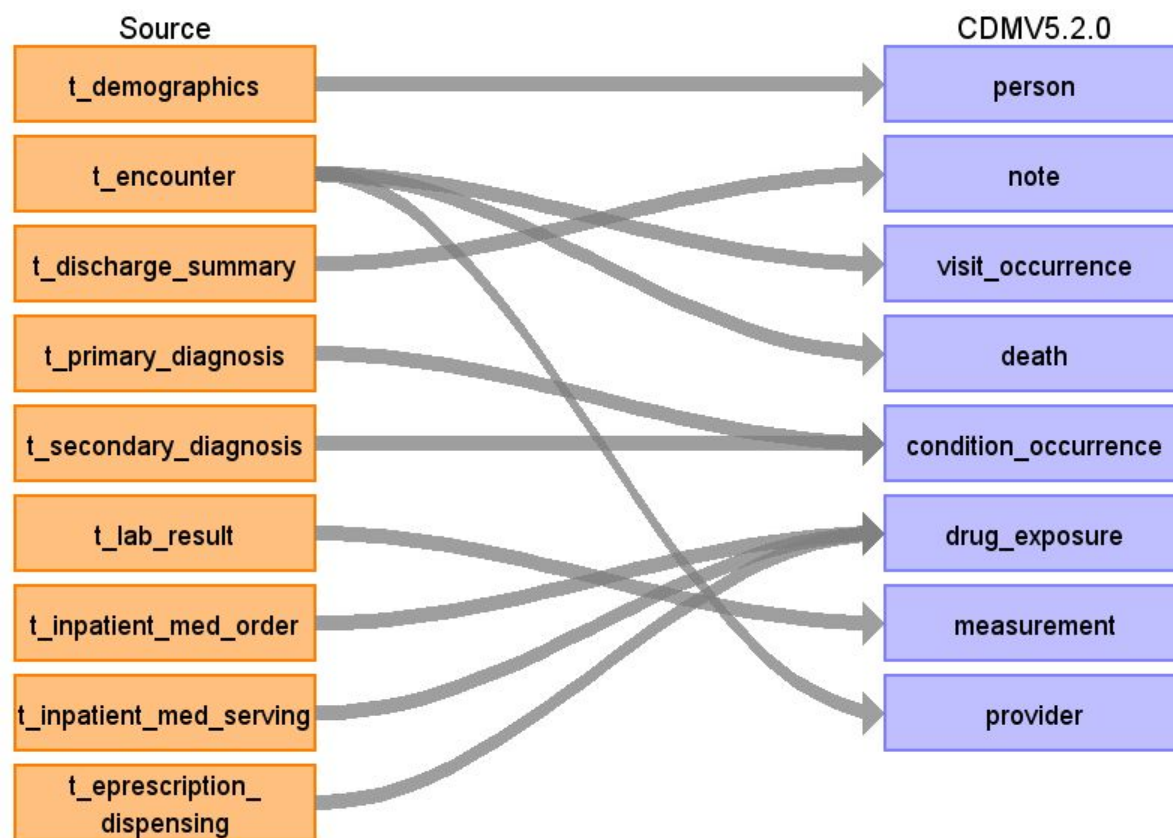 Source
CDMV5.2.0
t_demographics
person
t_encounter
note
t_discharge_summary
visit_occurrence
t_primary_diagnosis
death
t_secondary_diagnosis
condition_occurrence
t_lab_result
drug_exposure
t_inpatient_med_order
measurement
t_inpatient_med_serving
provider
t_eprescription_
dispensing